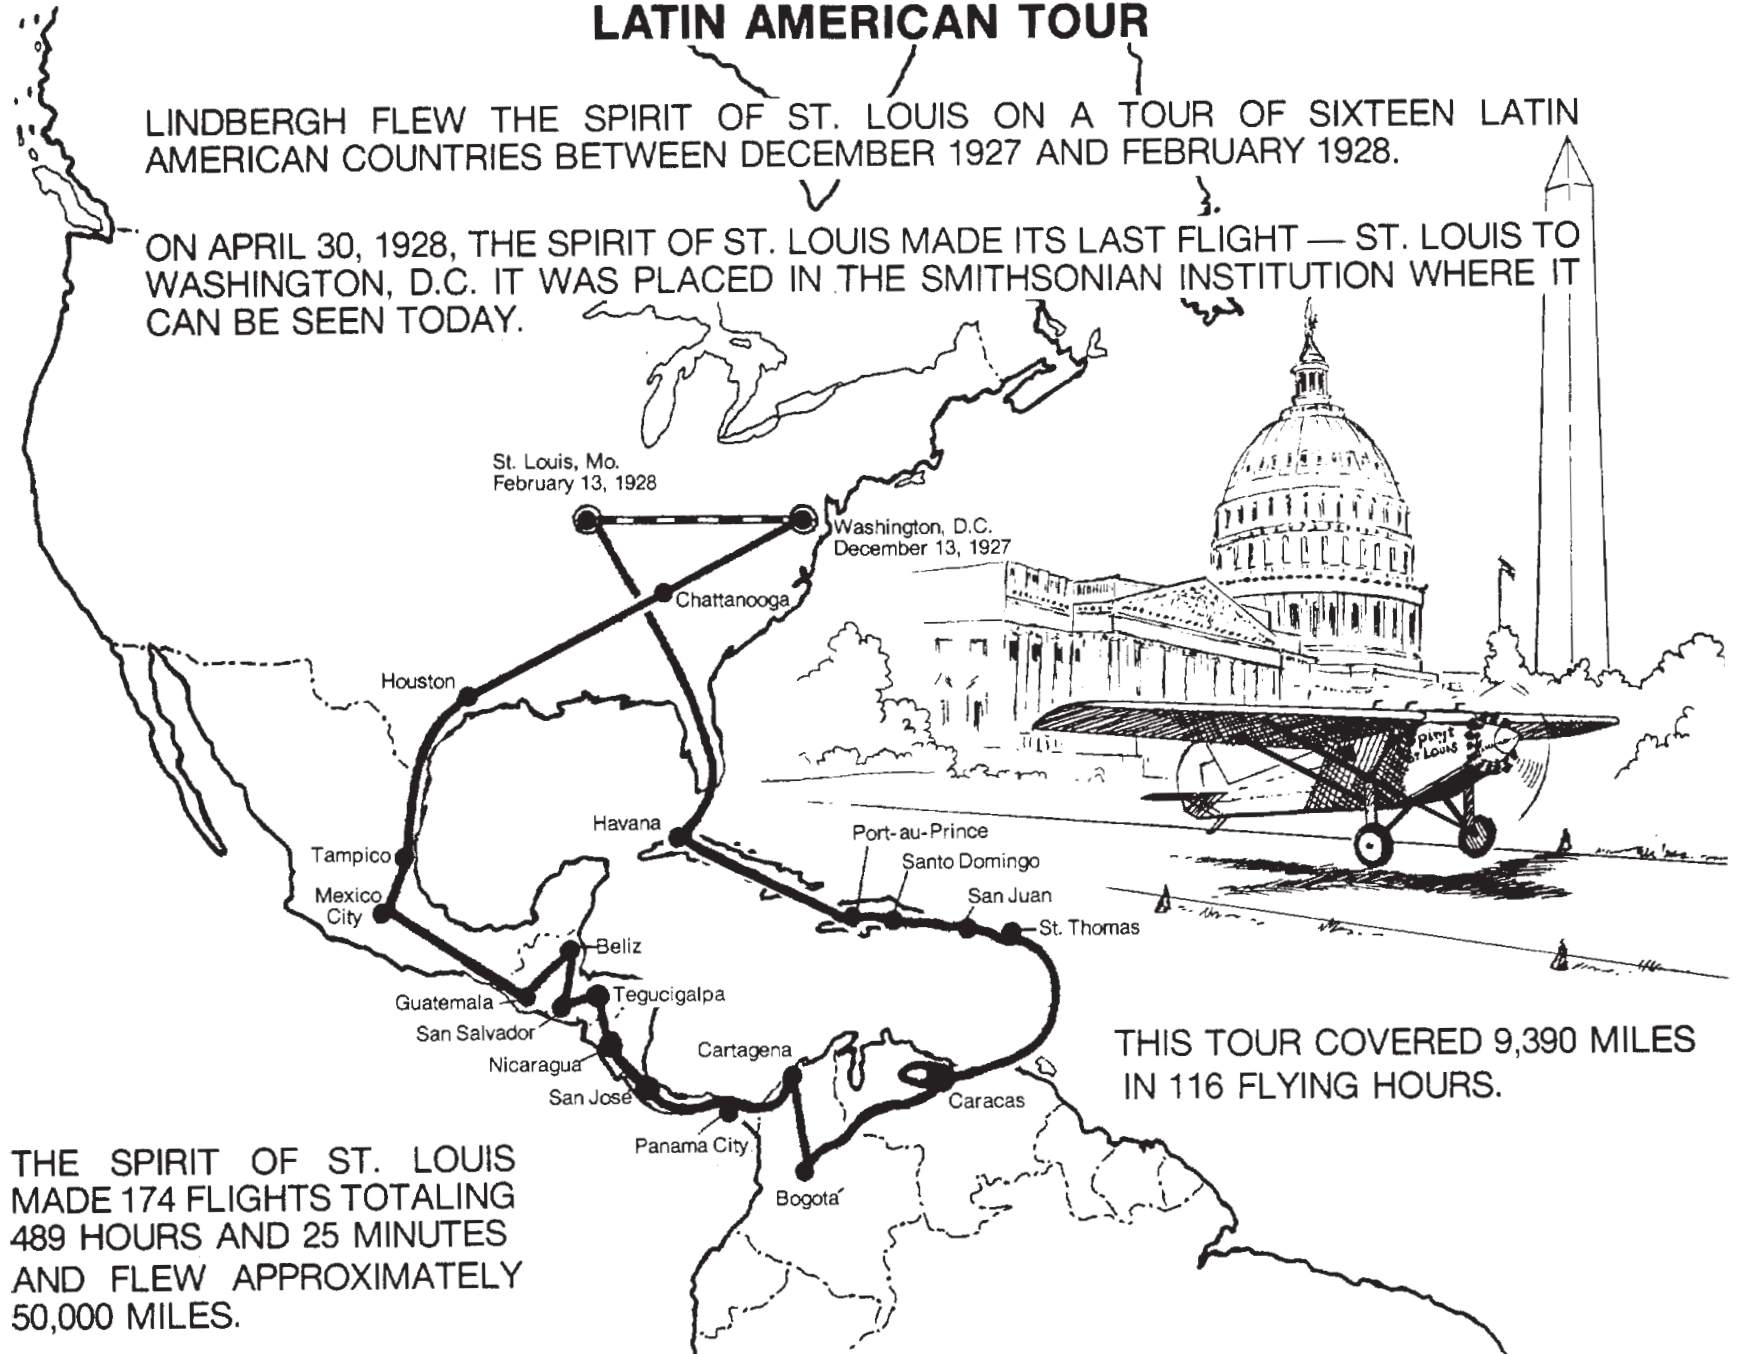 LATIN AMERICAN TOUR
LINDBERGH FLEW THE SPIRIT OF ST. LOUIS ON A TOUR OF SIXTEEN LATIN
AMERICAN COUNTRIES BETWEEN DECEMBER 1927 AND FEBRUARY 1928.
ON APRIL 30, 1928, THE SPIRIT OF ST. LOUIS MADE ITS LAST FLIGHT — ST. LOUIS TO
WASHINGTON, D.C. IT WAS PLACED IN THE SMITHSONIAN INSTITUTION WHERE IT
CAN BE SEEN TODAY.
St. Louis, Mo.
February 13, 1928
Washington, D.C.
December 13, 1927
Chattanooga
Houston
pirit
ST LOUIS
Havana
Port-au-Prince
Tampico
Santo Domingo
Mexico
City
San Juan
St. Thomas
Beliz
Guatemala
Tegucigalpa
San Salvador
Nicaragua
Cartagena
San José
Caracas
Panama City
Bogota´
THIS TOUR COVERED 9,390 MILES
IN 116 FLYING HOURS.
THE SPIRIT OF ST. LOUIS
MADE 174 FLIGHTS TOTALING
489 HOURS AND 25 MINUTES
AND FLEW APPROXIMATELY
50,000 MILES.